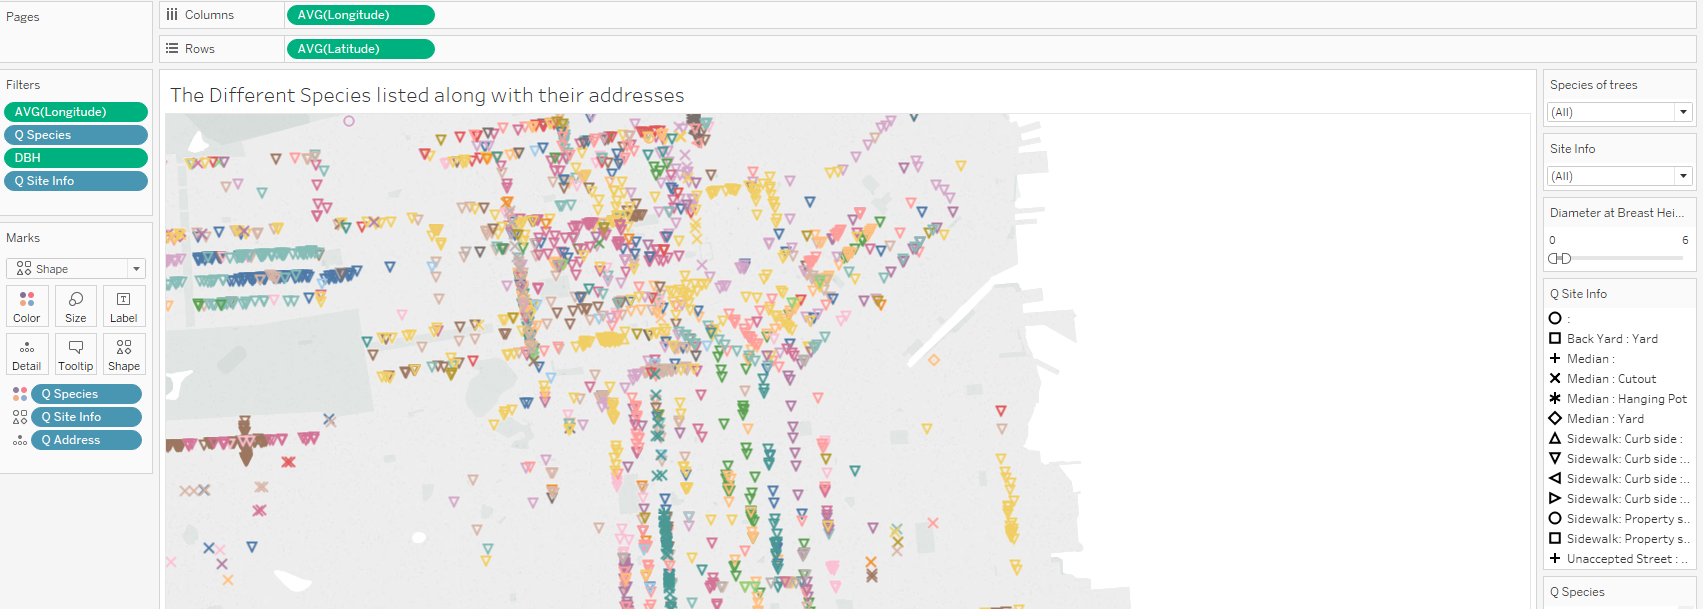 Pages
Columns
AVG(Longitude)
Rows
AVG(Latitude)
Filters
AVG(Longitude)
Q Species
DBH
Q Site Info
Marks
Shape
Color
Size
Label
Detail
Tooltip
Shape
Q Species
Q Site Info
Q Address
The Different Species listed along with their addresses
Species of trees
(All)
Site Info
(All)
Diameter at Breast Hei...
0
6
Q Site Info
:
Back Yard : Yard
Median :
Median : Cutout
Median : Hanging Pot
Median : Yard
Sidewalk: Curb side :
Sidewalk: Curb side :..
Sidewalk: Curb side :..
Sidewalk: Curb side :..
Sidewalk: Property s..
Sidewalk: Property s..
Unaccepted Street : ..
Q Species